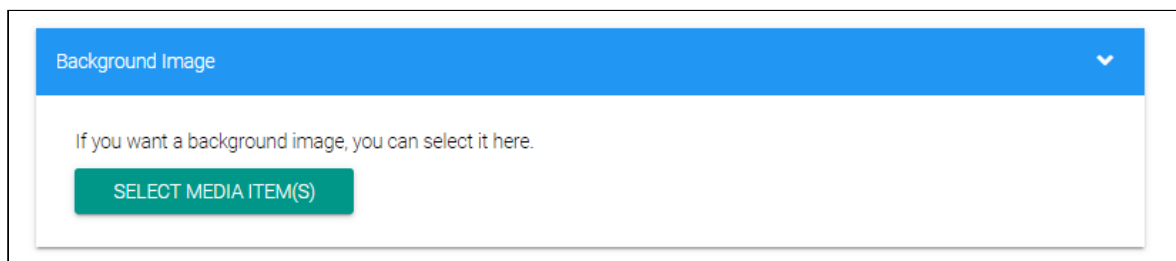 Background Image
If you want a background image, you can select it here.
SELECT MEDIA ITEM(S)